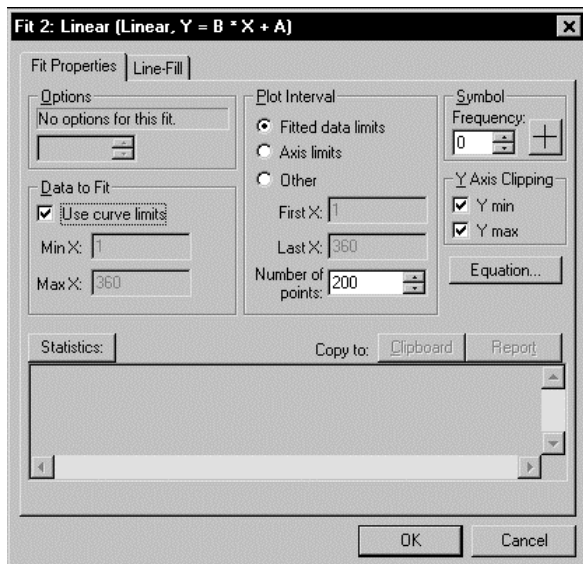 Fit 2: Linear (Linear, Y = B * X + A)
Fit Properties
Line-Fill
Options
No options for this fit.
Data to Fit
Use curve limits
Min X: 1
Max X: 360
Plot Interval
Fitted data limits
Axis limits
Other
First X: 1
Last X: 360
Number of
points: 200
Symbol
Frequency:
0
Y Axis Clipping
Y min
Y max
Equation...
Statistics:
Copy to:
Clipboard
Report
OK
Cancel